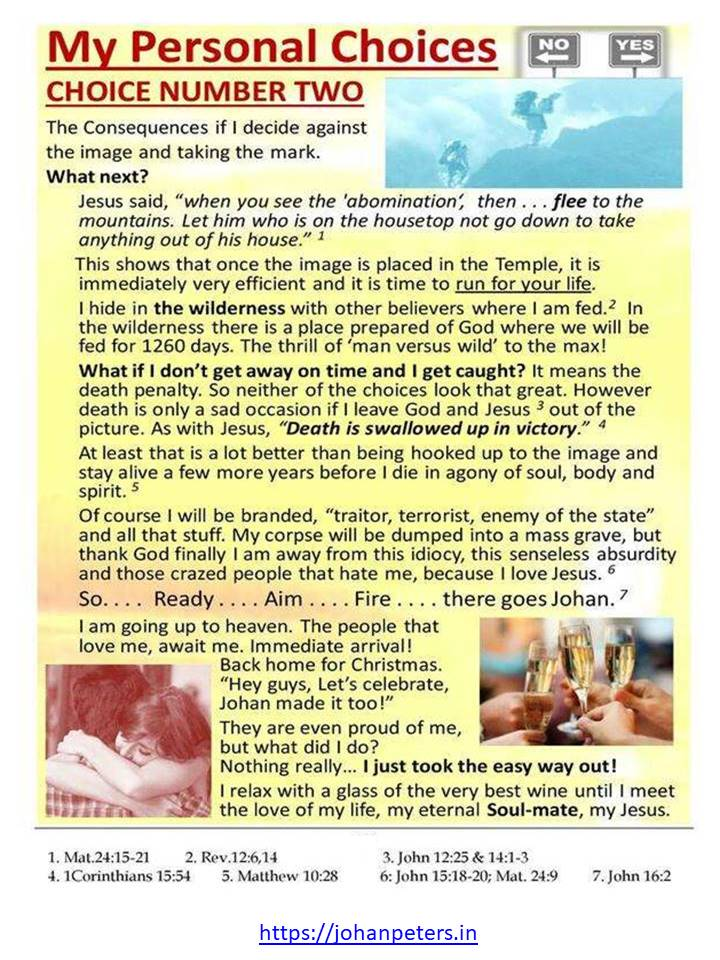 My Personal Choices
NO
YES
CHOICE NUMBER TWO
The Consequences if I decide against
the image and taking the mark.
What next?
Jesus said, “when you see the 'abomination’,  then . . . flee to the
mountains. Let him who is on the housetop not go down to take
anything out of his house.” 1
This shows that once the image is placed in the Temple, it is
immediately very efficient and it is time to run for your life.
I hide in the wilderness with other believers where I am fed.2  In
the wilderness there is a place prepared of God where we will be
fed for 1260 days. The thrill of ‘man versus wild’ to the max!
What if I don’t get away on time and I get caught? It means the
death penalty. So neither of the choices look that great. However
death is only a sad occasion if I leave God and Jesus 3 out of the
picture. As with Jesus, “Death is swallowed up in victory.” 4
At least that is a lot better than being hooked up to the image and
stay alive a few more years before I die in agony of soul, body and
spirit. 5
Of course I will be branded, “traitor, terrorist, enemy of the state”
and all that stuff. My corpse will be dumped into a mass grave, but
thank God finally I am away from this idiocy, this senseless absurdity
and those crazed people that hate me, because I love Jesus. 6
So. . . .  Ready . . . . Aim . . . . Fire . . . . there goes Johan. 7
I am going up to heaven. The people that
love me, await me. Immediate arrival!
Back home for Christmas.
“Hey guys, Let’s celebrate,
Johan made it too!”
They are even proud of me,
but what did I do?
Nothing really… I just took the easy way out!
I relax with a glass of the very best wine until I meet
the love of my life, my eternal Soul-mate, my Jesus.
1. Mat.24:15-21   2. Rev.12:6,14   3. John 12:25 & 14:1-3
4. 1Corinthians 15:54   5. Matthew 10:28   6: John 15:18-20; Mat. 24:9   7. John 16:2
https://johanpeters.in